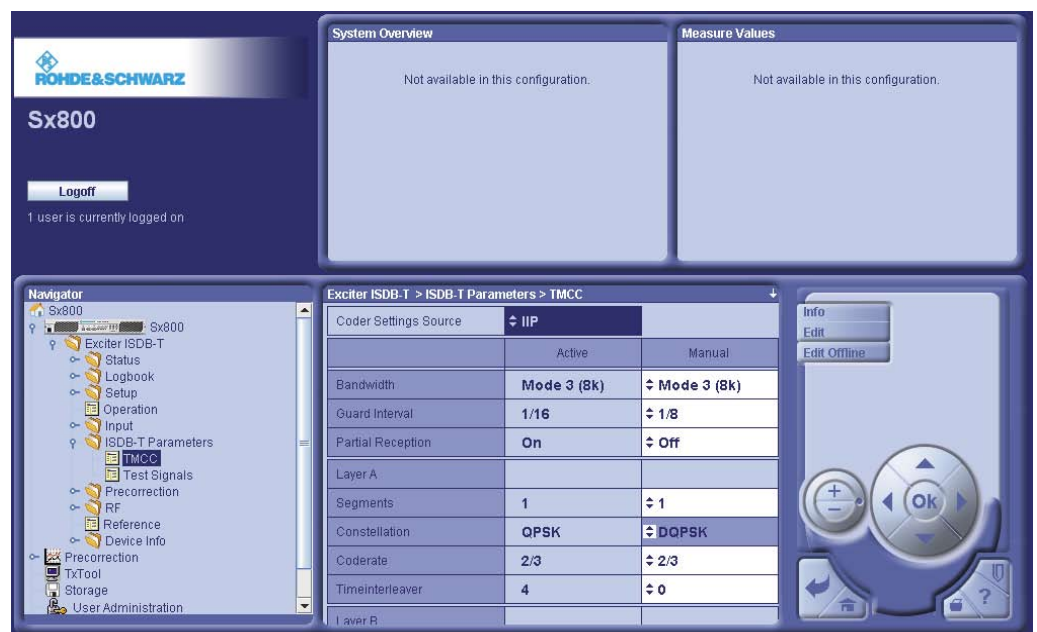 ROHDE&SCHWARZ
Sx800
Logoff
1 user is currently logged on
System Overview
Not available in this configuration.
Measure Values
Not available in this configuration.
Navigator
Sx800
Sx800
Exciter ISDB-T
Status
Logbook
Setup
Operation
Input
ISDB-T Parameters
TMCC
Test Signals
Precorrection
RF
Reference
Device Info
Precorrection
TxTool
Storage
User Administration
Exciter ISDB-T > ISDB-T Parameters > TMCC
Coder Settings Source IIP
Active Manual
Bandwidth Mode 3 (8k) Mode 3 (8k)
Guard Interval 1/16 1/8
Partial Reception On Off
Layer A
Segments 1 1
Constellation QPSK DQPSK
Coderate 2/3 2/3
Timeinterleaver 4 0
Layer B
Info
Edit
Edit Offline
+
−
Ok
?